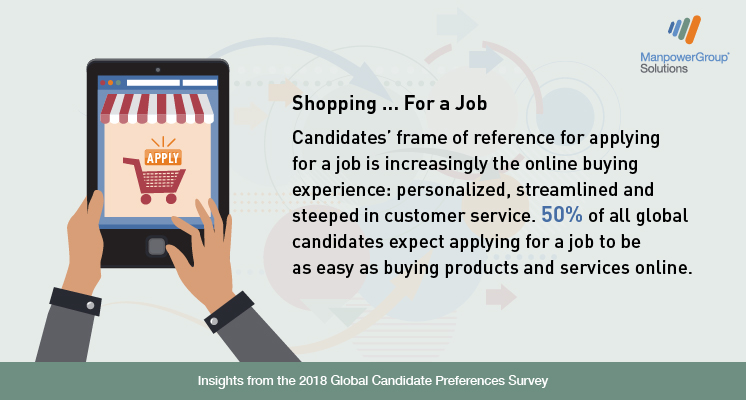 ManpowerGroup®
Solutions
Shopping ... For a Job
Candidates’ frame of reference for applying
for a job is increasingly the online buying
experience: personalized, streamlined and
steeped in customer service. 50% of all global
candidates expect applying for a job to be
as easy as buying products and services online.
APPLY
Insights from the 2018 Global Candidate Preferences Survey